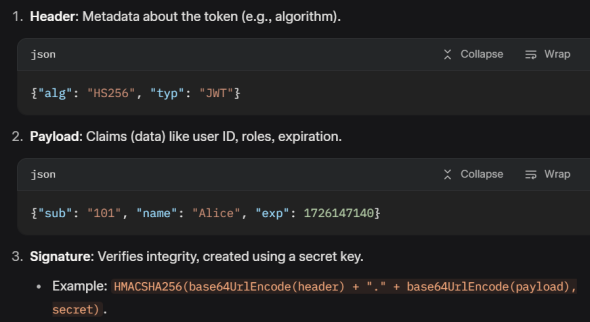 1. Header: Metadata about the token (e.g., algorithm).
json Collapse Wrap
{"alg": "HS256", "typ": "JWT"}
2. Payload: Claims (data) like user ID, roles, expiration.
json Collapse Wrap
{"sub": "101", "name": "Alice", "exp": 1726147140}
3. Signature: Verifies integrity, created using a secret key.
• Example: HMACSHA256(base64UrlEncode(header) + "." + base64UrlEncode(payload),
secret).